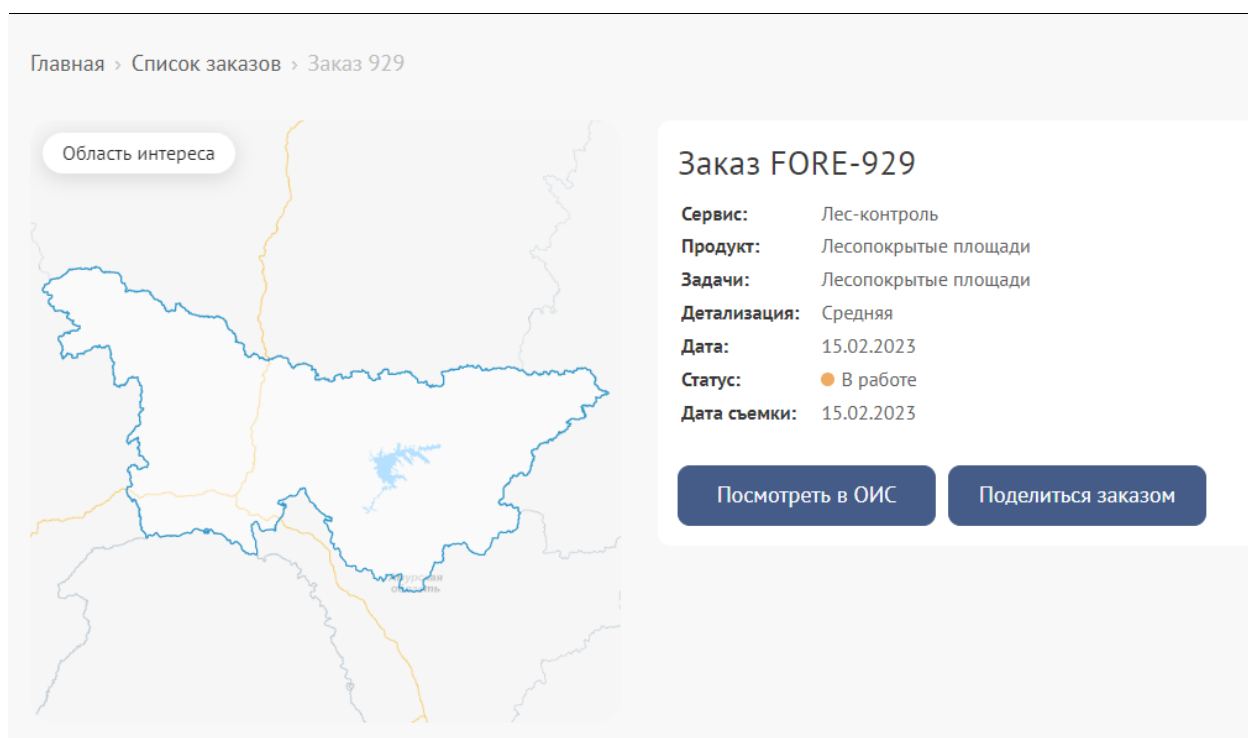 Главная › Список заказов › Заказ 929
Область интереса
Заказ FORE-929
Сервис: Лес-контроль
Продукт: Лесопокрытые площади
Задачи: Лесопокрытые площади
Детализация: Средняя
Дата: 15.02.2023
Статус: В работе
Дата съемки: 15.02.2023
Посмотреть в ОИС
Поделиться заказом